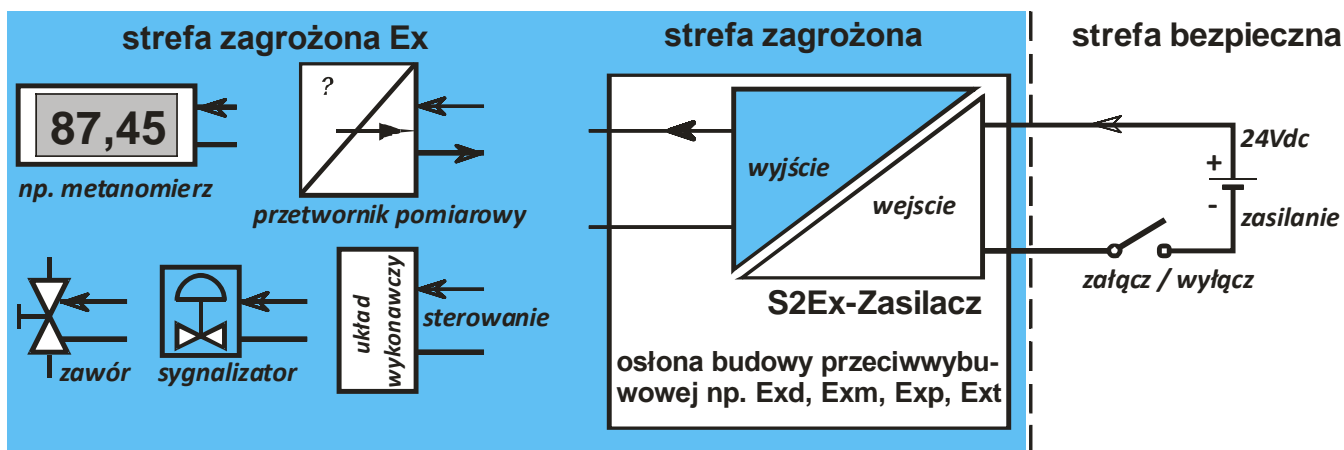 strefa zagrożona Ex
strefa zagrożona
strefa bezpieczna
87,45
np. metanomierz
?
przetwornik pomiarowy
zawór
sygnalizator
układ
wykonawczy
sterowanie
wyjście
wejscie
S2Ex-Zasilacz
osłona budowy przeciwwybu-
wowej np. Exd, Exm, Exp, Ext
24Vdc
+
-
zasilanie
załącz / wyłącz